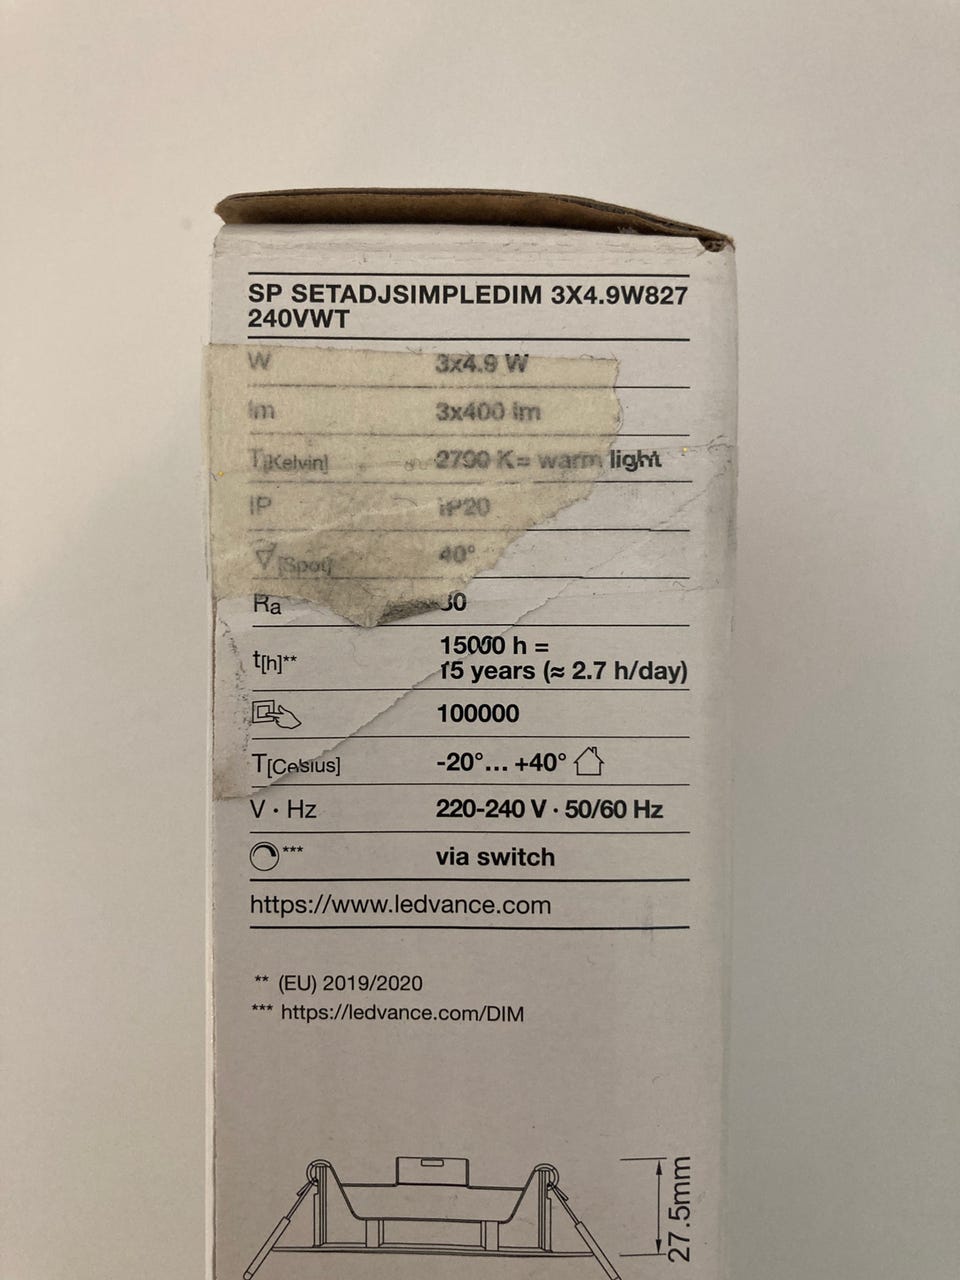 SP SETADJSIMPLEDIM 3X4.9W827
240VWT
W 3x4.9 W
lm 3x400 lm
T[Kelvin] 2700 K= warm light
IP IP20
[Spot] 40°
Ra
t[h]** 15000 h =
15 years (≈ 2.7 h/day)
100000
T[Celsius] -20°... +40°
V · Hz 220-240 V · 50/60 Hz
*** via switch
https://www.ledvance.com
** (EU) 2019/2020
*** https://ledvance.com/DIM
27.5mm